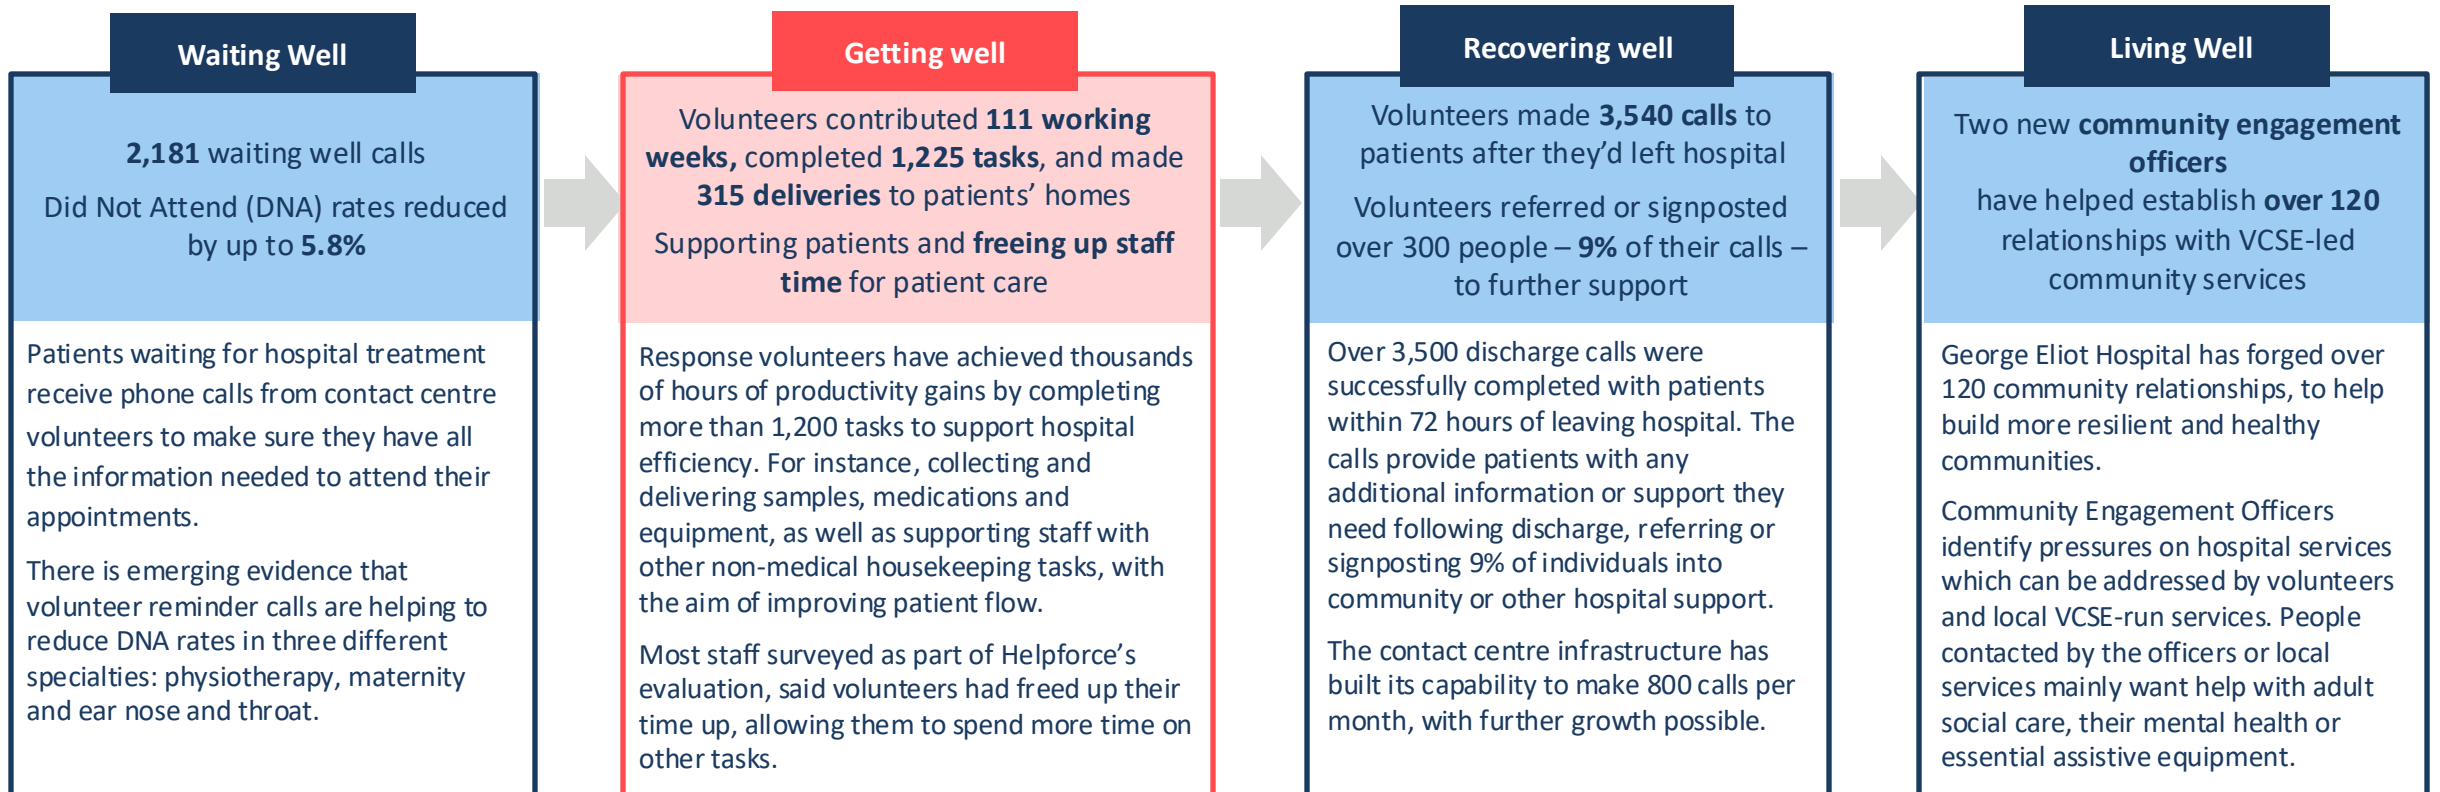 Waiting Well
2,181 waiting well calls
Did Not Attend (DNA) rates reduced
by up to 5.8%
Patients waiting for hospital treatment
receive phone calls from contact centre
volunteers to make sure they have all
the information needed to attend their
appointments.
There is emerging evidence that
volunteer reminder calls are helping to
reduce DNA rates in three different
specialties: physiotherapy, maternity
and ear nose and throat.
Getting well
Volunteers contributed 111 working
weeks, completed 1,225 tasks, and made
315 deliveries to patients’ homes
Supporting patients and freeing up staff
time for patient care
Response volunteers have achieved thousands
of hours of productivity gains by completing
more than 1,200 tasks to support hospital
efficiency. For instance, collecting and
delivering samples, medications and
equipment, as well as supporting staff with
other non-medical housekeeping tasks, with
the aim of improving patient flow.
Most staff surveyed as part of Helpforce’s
evaluation, said volunteers had freed up their
time up, allowing them to spend more time on
other tasks.
Recovering well
Volunteers made 3,540 calls to
patients after they’d left hospital
Volunteers referred or signposted
over 300 people – 9% of their calls –
to further support
Over 3,500 discharge calls were
successfully completed with patients
within 72 hours of leaving hospital. The
calls provide patients with any
additional information or support they
need following discharge, referring or
signposting 9% of individuals into
community or other hospital support.
The contact centre infrastructure has
built its capability to make 800 calls per
month, with further growth possible.
Living Well
Two new community engagement
officers
have helped establish over 120
relationships with VCSE-led
community services
George Eliot Hospital has forged over
120 community relationships, to help
build more resilient and healthy
communities.
Community Engagement Officers
identify pressures on hospital services
which can be addressed by volunteers
and local VCSE-run services. People
contacted by the officers or local
services mainly want help with adult
social care, their mental health or
essential assistive equipment.